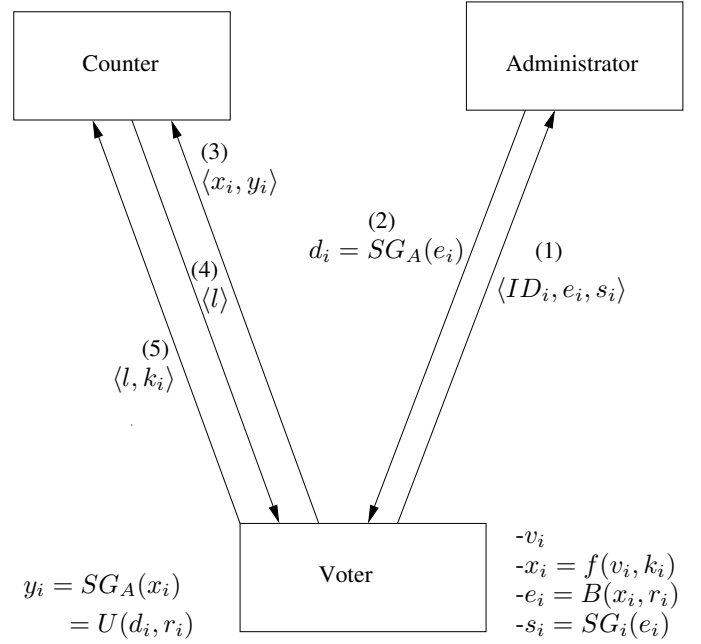 Counter
Administrator
(3)
⟨x_i, y_i⟩
(2)
d_i = SG_A(e_i)
(1)
⟨ID_i, e_i, s_i⟩
(4)
⟨l⟩
(5)
⟨l, k_i⟩
Voter
y_i = SG_A(x_i)
= U(d_i, r_i)
-v_i
-x_i = f(v_i, k_i)
-e_i = B(x_i, r_i)
-s_i = SG_i(e_i)